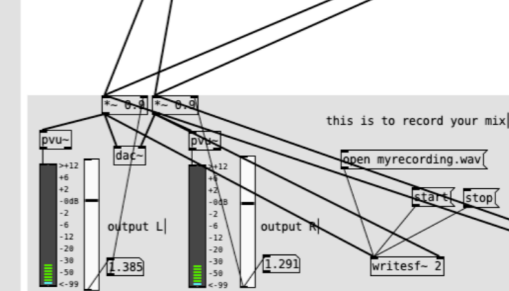 *~ 0.9
*~ 0.9
this is to record your mix
pvu~
pvu~
dac~
open myrecording.wav
start
stop
>+12
+6
+2
-0dB
-2
-6
-12
-20
-30
-50
<-99
output L
1.385
>+12
+6
+2
-0dB
-2
-6
-12
-20
-30
-50
<-99
output R
1.291
writesf~ 2